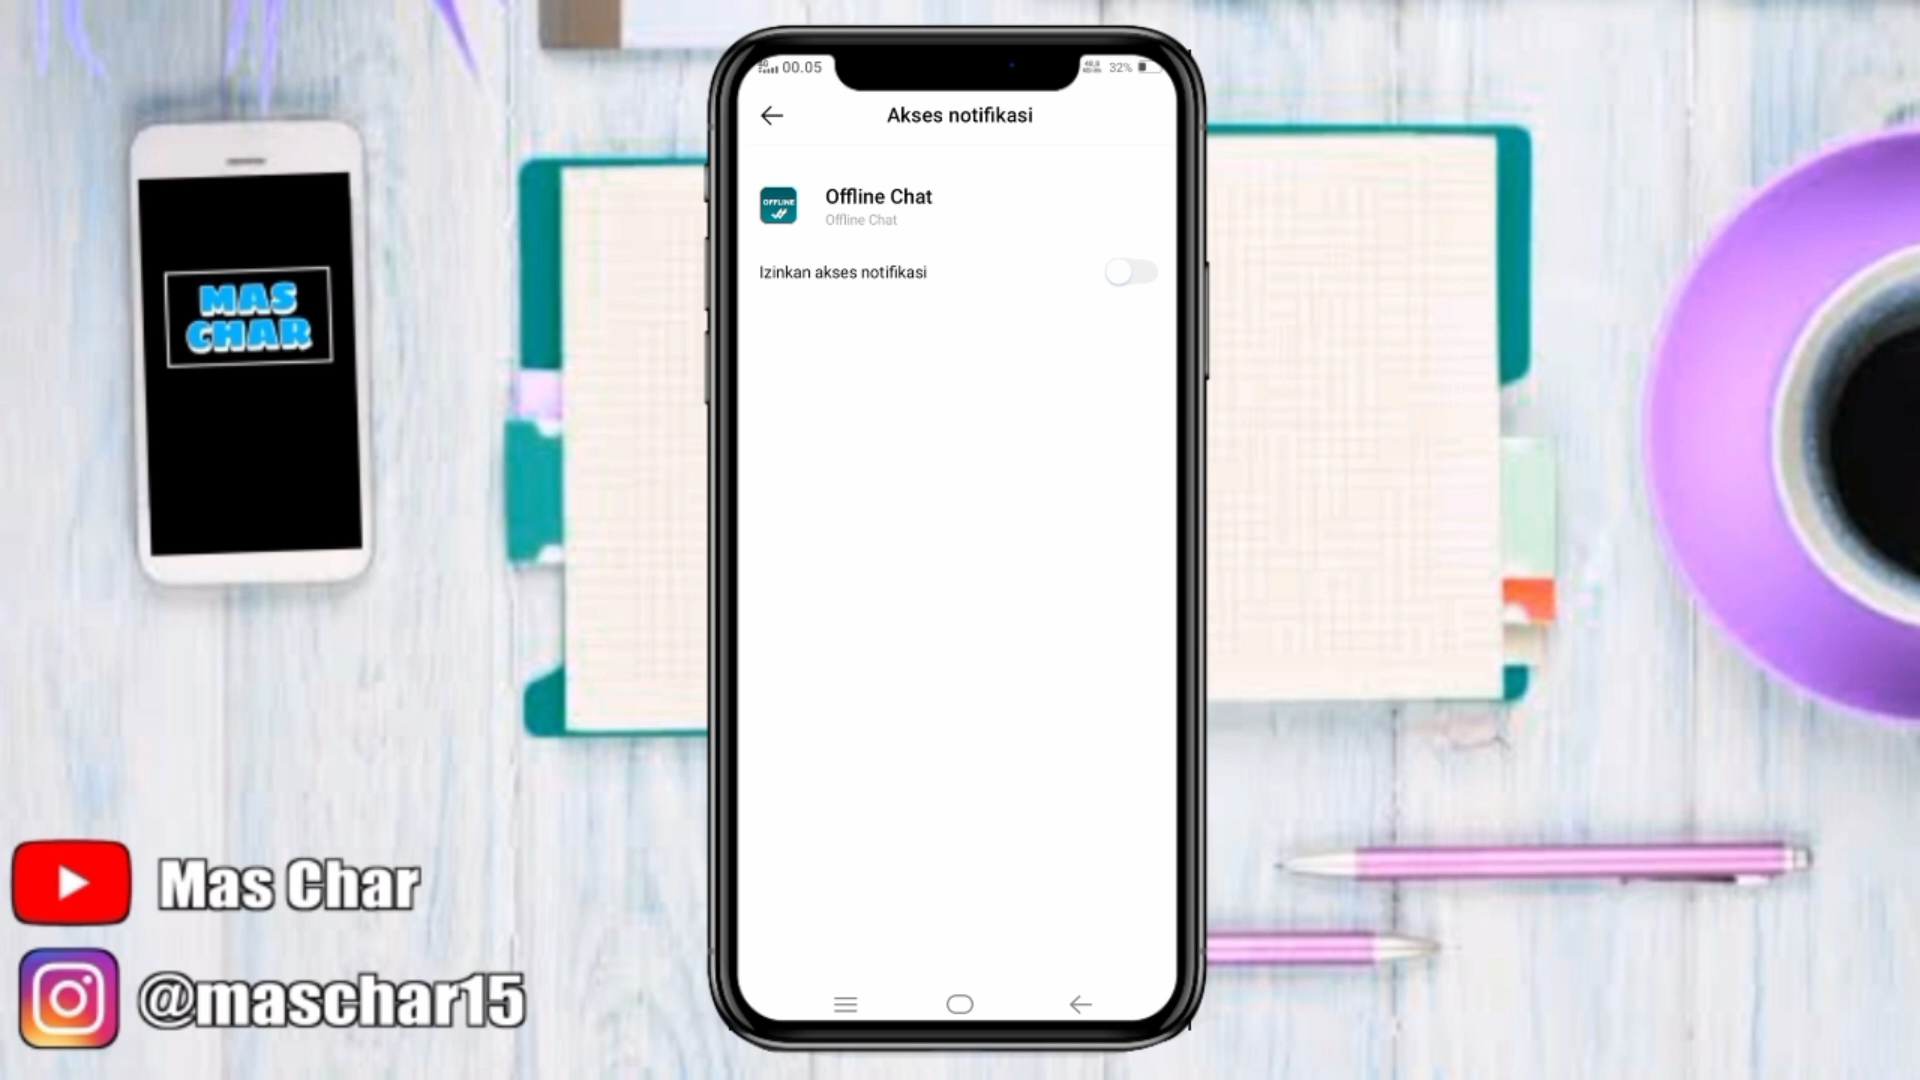 00.05
32%
Akses notifikasi
OFFLINE
Offline Chat
Offline Chat
Izinkan akses notifikasi
MAS
CHAR
Mas Char
@maschar15